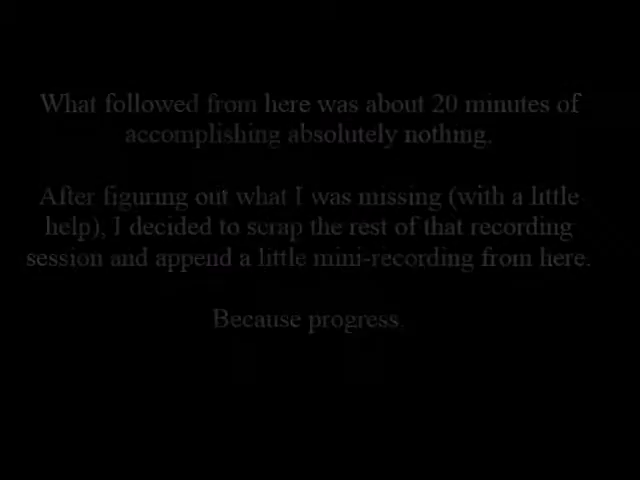 What followed from here was about 20 minutes of
accomplishing absolutely nothing.
After figuring out what I was missing (with a little
help), I decided to scrap the rest of that recording
session and append a little mini-recording from here.
Because progress.